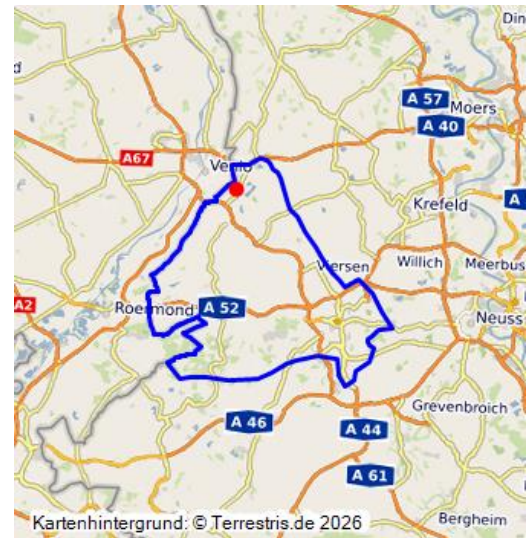 Din
A 57
Moers
A 40
A67
Venlo
Krefeld
A
Viersen
Willich
Meerbus
A2
Roermond
A 52
Neuss
Grevenbroich
A 46
A 44
A 61
Bergheim
Kartenhintergrund: © Terrestris.de 2026